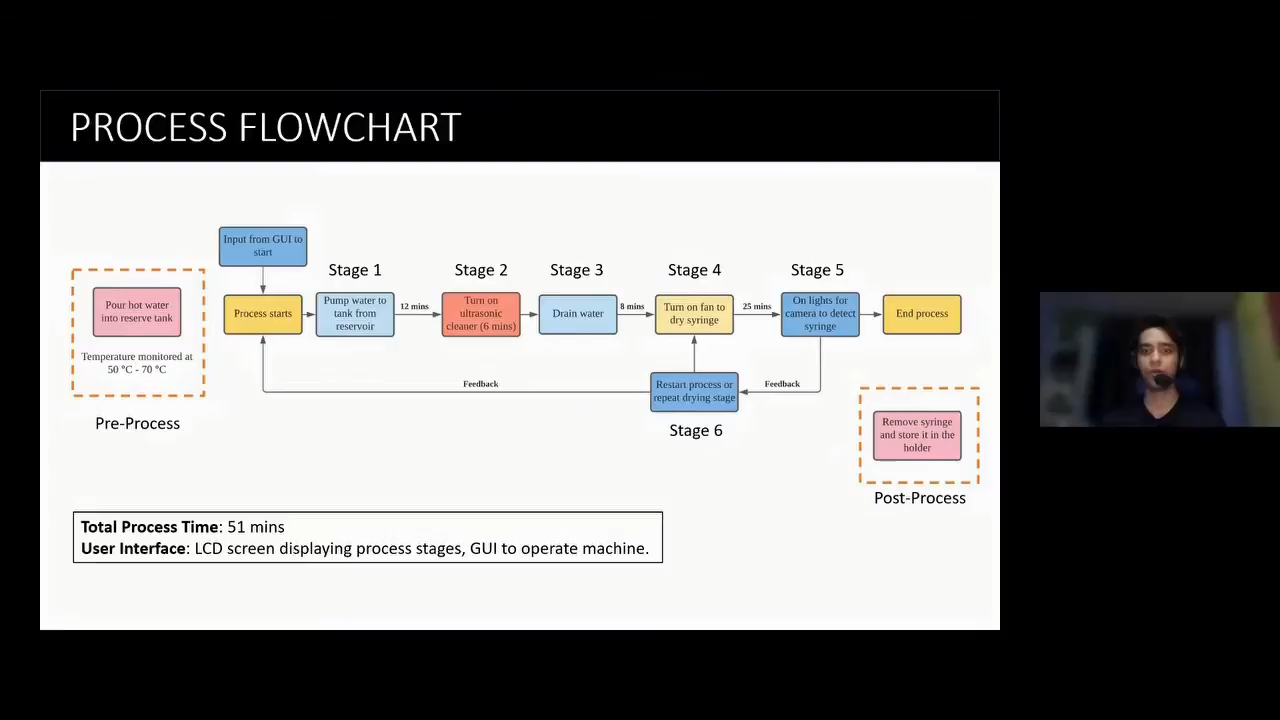 PROCESS FLOWCHART
Input from GUI to
start
Stage 1
Stage 2
Stage 3
Stage 4
Stage 5
Pour hot water
into reserve tank
Temperature monitored at
50 °C - 70 °C
Pre-Process
Process starts
Pump water to
tank from
reservoir
12 mins
Turn on
ultrasonic
cleaner (6 mins)
Drain water
8 mins
Turn on fan to
dry syringe
25 mins
On lights for
camera to detect
syringe
End process
Feedback
Restart process or
repeat drying stage
Feedback
Stage 6
Remove syringe
and store it in the
holder
Post-Process
Total Process Time: 51 mins
User Interface: LCD screen displaying process stages, GUI to operate machine.